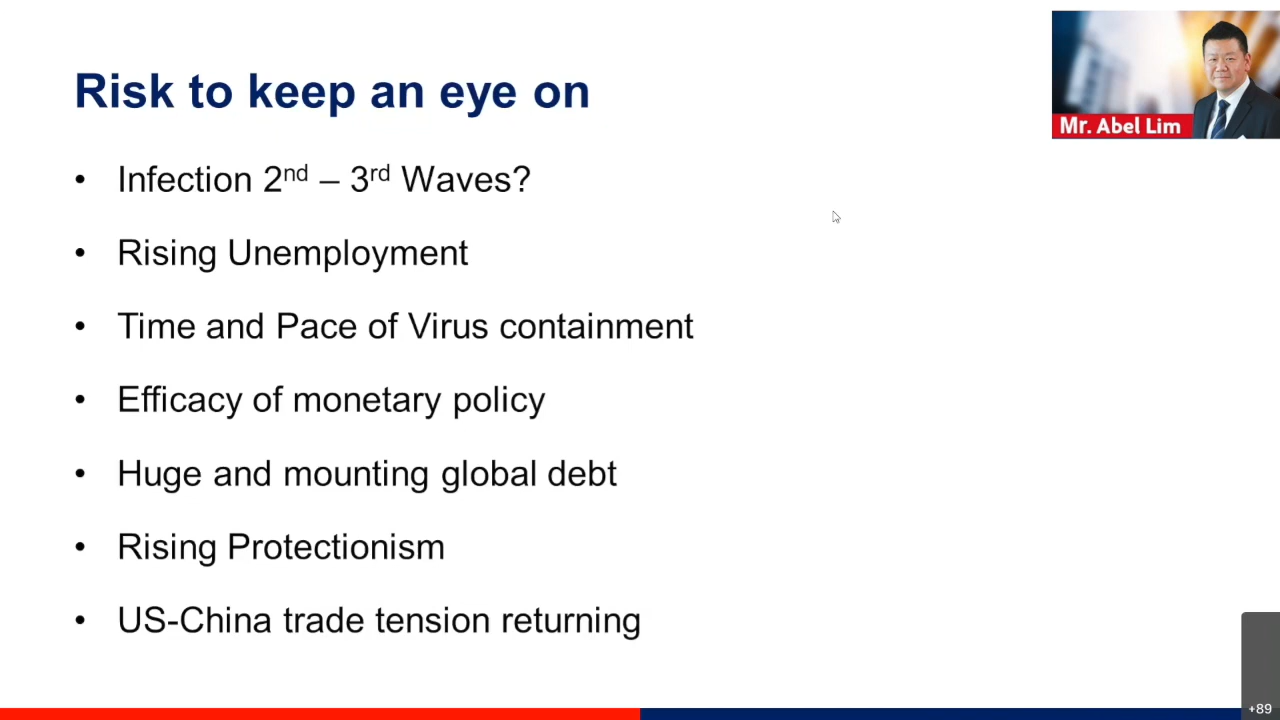 Risk to keep an eye on
Mr. Abel Lim
• Infection 2nd – 3rd Waves?
• Rising Unemployment
• Time and Pace of Virus containment
• Efficacy of monetary policy
• Huge and mounting global debt
• Rising Protectionism
• US-China trade tension returning
+89